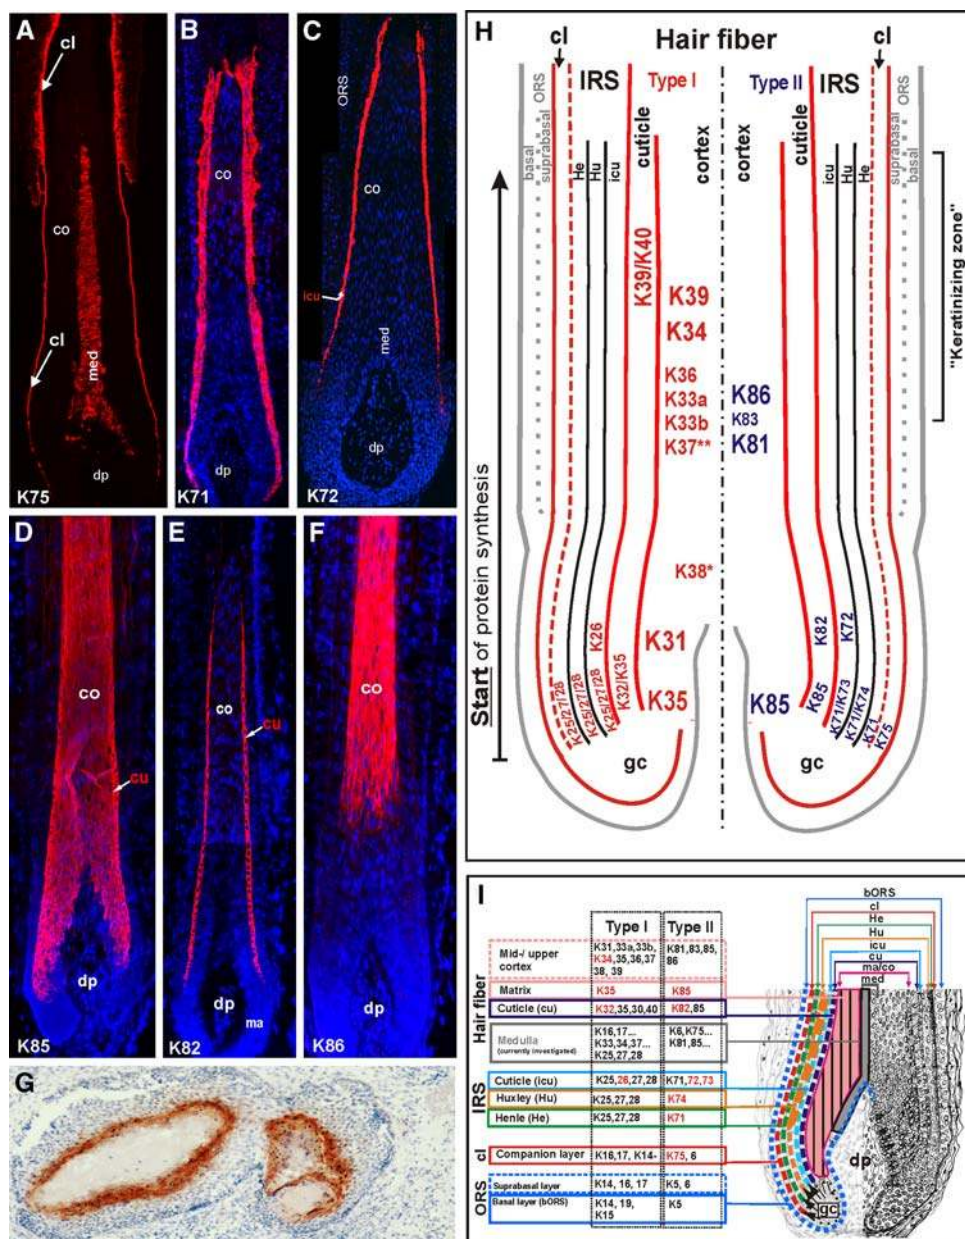 A
cl
co
cl
med
dp
K75
B
co
dp
K71
C
ORS
co
icu
med
dp
K72
D
co
cu
dp
K85
E
co
cu
dp
ma
K82
F
co
dp
K86
G
H
Hair fiber
cl
IRS
Type I
Type II
IRS
cl
ORS
suprabasal
basal
He
Hu
icu
cuticle
cortex
cortex
cuticle
icu
Hu
He
ORS
suprabasal
basal
"Keratinizing zone"
Start of protein synthesis
K39/K40
K39
K34
K36
K33a
K33b
K37**
K86
K83
K81
K38*
K26
K31
K82
K72
K25/27/28
K25/27/28
K25/27/28
K32/K35
K35
K85
K85
K71/K73
K71/K74
K71
K75
gc
gc
I
Type I
Type II
Hair fiber
Mid-/ upper
cortex
K31,33a,33b,
K34,35,36,37
38, 39
K81,83,85,
86
Matrix
K35
K85
Cuticle (cu)
K32,35,30,40
K82,85
Medulla
(currently investigated)
K16,17...
K33,34,37...
K25,27,28
K6,K75...
K81,85...
IRS
Cuticle (icu)
K25,26,27,28
K71,72,73
Huxley (Hu)
K25,27,28
K74
Henle (He)
K25,27,28
K71
cl
Companion layer
K16,17, K14-
K75, 6
ORS
Suprabasal layer
K14, 16, 17
K5, 6
Basal layer (bORS)
K14, 19,
K15
K5
bORS
cl
He
Hu
icu
cu
ma/co
med
dp
gc